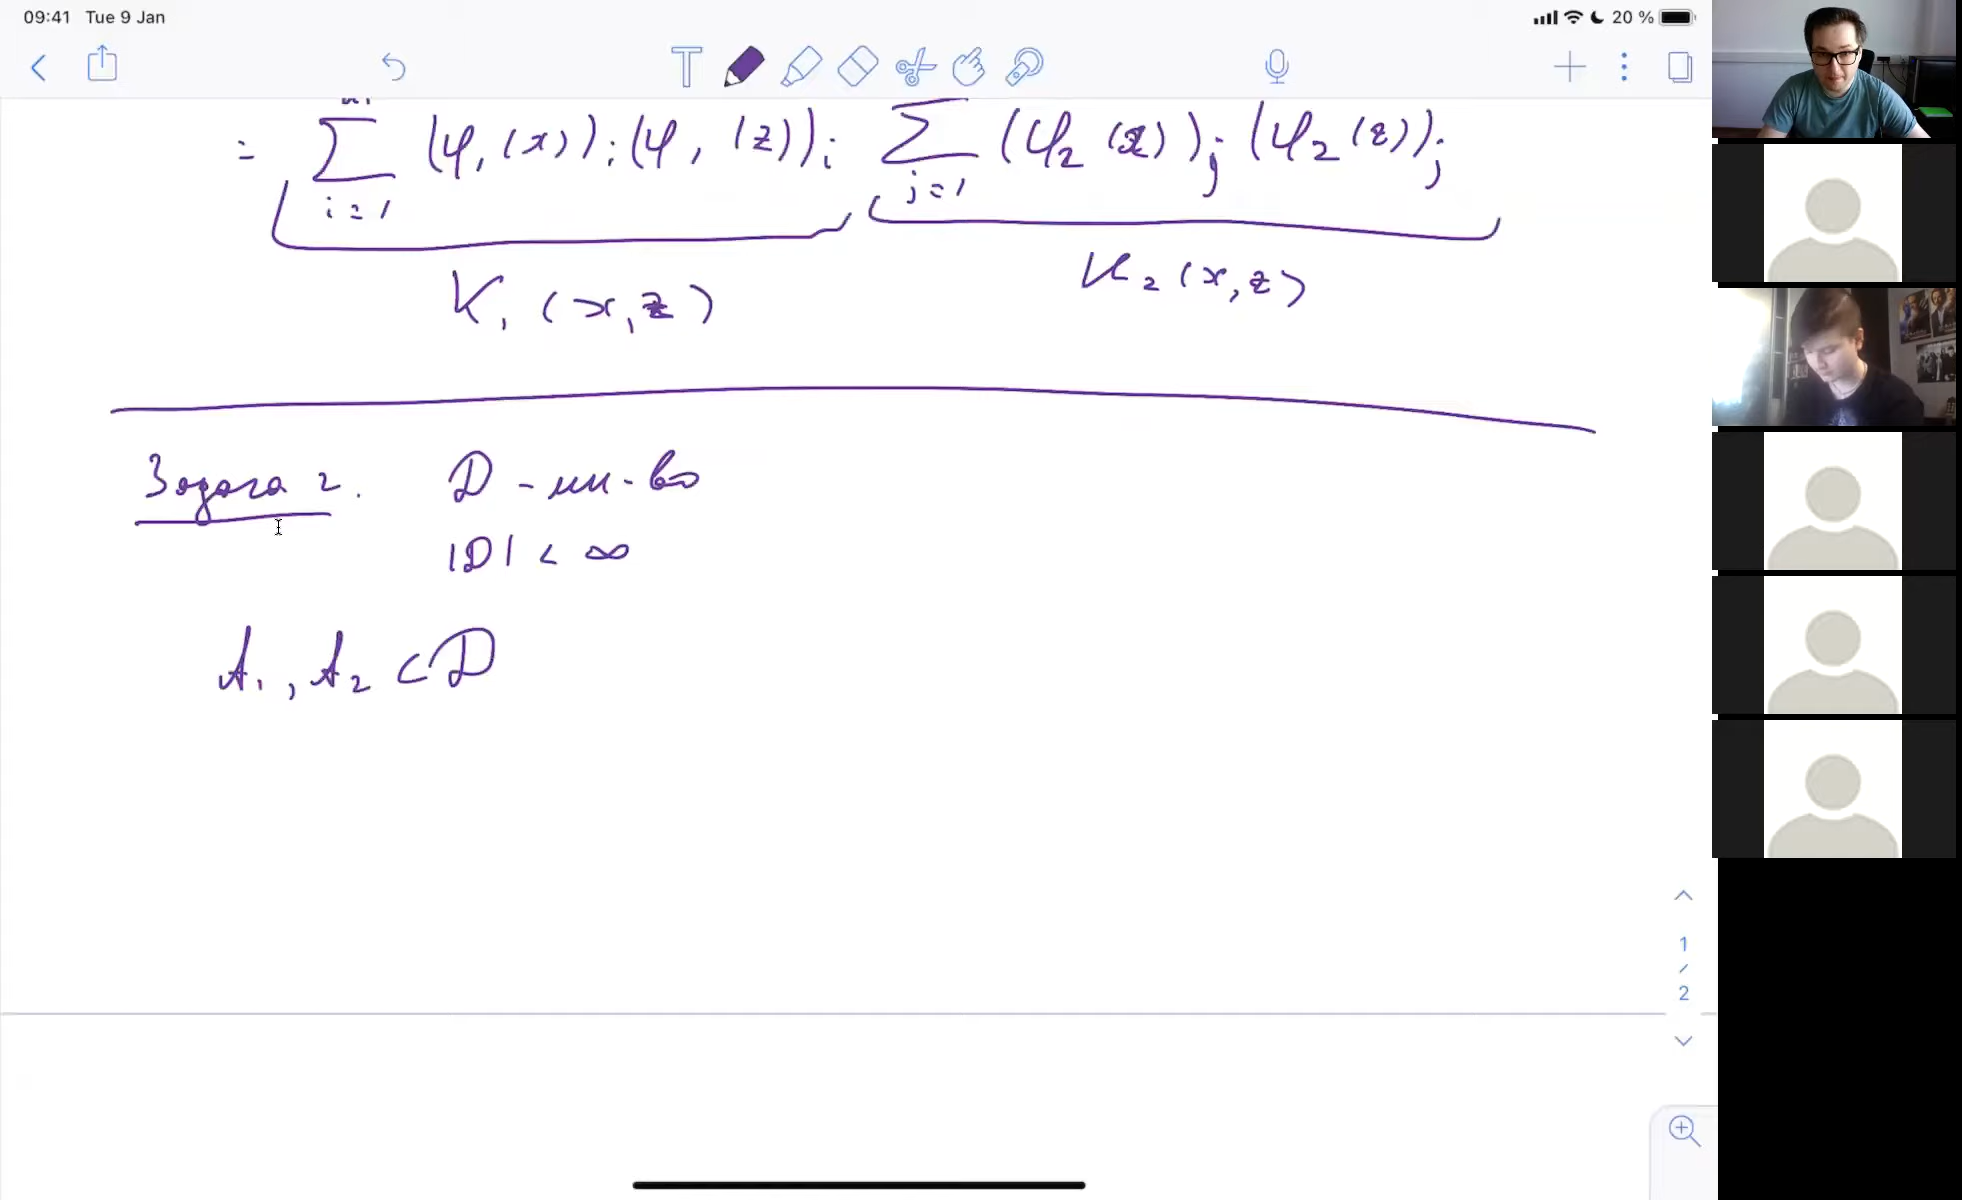 09:41 Tue 9 Jan 20 %
= ∑ (φ₁(x))ᵢ(φ₁(z))ᵢ ∑ (φ₂(x))ⱼ(φ₂(z))ⱼ
i=1 j=1
K₁(x,z) K₂(x,z)
Задача 2. D - мн-во
|D| < ∞
A₁, A₂ ⊂ D
1
/
2